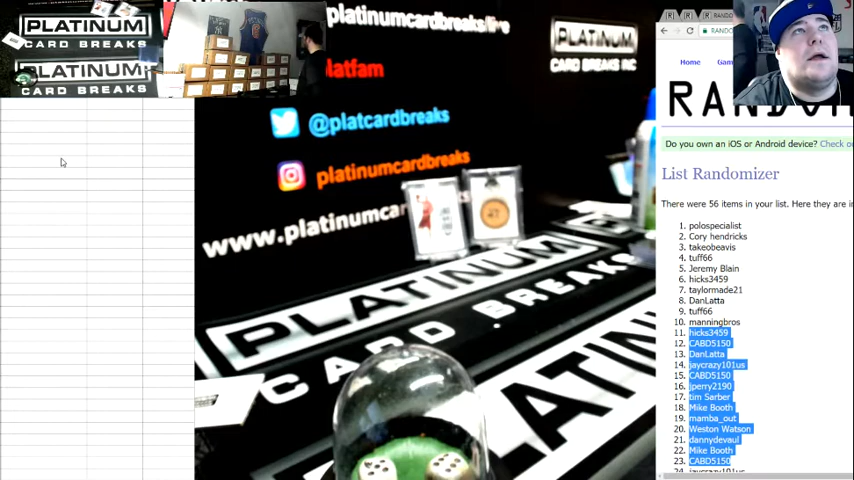 PLATINUM
CARD BREAKS
PLATINUM
CARD BREAKS
platinumcardbreaks/live
platfam
@platcardbreaks
platinumcardbreaks
www.platinumcar
PLATINUM
CARD BREAKS INC
PLATINUM
CARD BREAKS
PLATIN
Home
Gam
RANDO
Do you own an iOS or Android device? Check o
List Randomizer
There were 56 items in your list. Here they are in
1. polospecialist
2. Cory hendricks
3. takeobeavis
4. tuff66
5. Jeremy Blain
6. hicks3459
7. taylormade21
8. DanLatta
9. tuff66
10. manningbros
11. hicks3459
12. CABD5150
13. DanLatta
14. jaycrazy101us
15. CABD5150
16. jperry2190
17. tim Sarber
18. Mike Booth
19. mamba_out
20. Weston Watson
21. dannydevaul
22. Mike Booth
23. CABD5150
24. jaycrazy101us